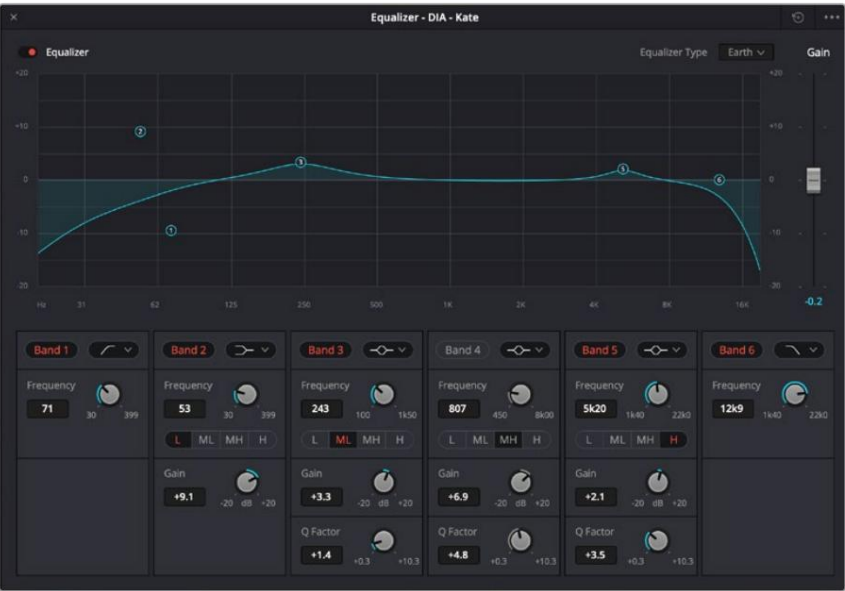 Equalizer - DIA - Kate
Equalizer
Equalizer Type Earth Gain
+20 +20
2
+10 +10
3 5
0 6 0
1
-10 -10
-20 -20
Hz 31 62 125 250 500 1K 2K 4K 8K 16K -0.2
Band 1 Band 2 Band 3 Band 4 Band 5 Band 6
Frequency Frequency Frequency Frequency Frequency Frequency
71 30 399 53 30 399 243 100 1k50 807 450 8k00 5k20 1k40 22k0 12k9 1k40 22k0
L ML MH H L ML MH H L ML MH H L ML MH H
Gain Gain Gain Gain
+9.1 -20 dB +20 +3.3 -20 dB +20 +6.9 -20 dB +20 +2.1 -20 dB +20
Q Factor Q Factor Q Factor
+1.4 +0.3 +10.3 +4.8 +0.3 +10.3 +3.5 +0.3 +10.3